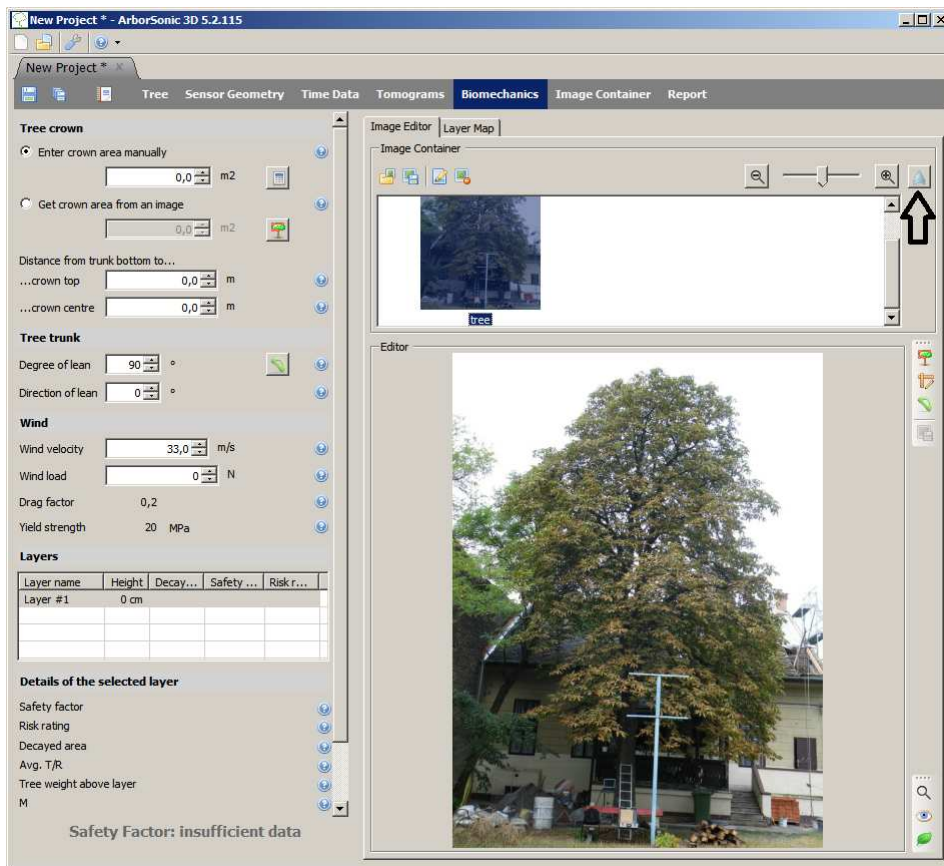 New Project * - ArborSonic 3D 5.2.115
New Project *
Tree Sensor Geometry Time Data Tomograms Biomechanics Image Container Report
Tree crown
Enter crown area manually
0,0 m2
Get crown area from an image
0,0 m2
Distance from trunk bottom to...
...crown top 0,0 m
...crown centre 0,0 m
Tree trunk
Degree of lean 90 °
Direction of lean 0 °
Wind
Wind velocity 33,0 m/s
Wind load 0 N
Drag factor 0,2
Yield strength 20 MPa
Layers
Layer name Height Decay... Safety ... Risk r...
Layer #1 0 cm
Details of the selected layer
Safety factor
Risk rating
Decayed area
Avg. T/R
Tree weight above layer
M
Safety Factor: insufficient data
Image Editor Layer Map
Image Container
tree
Editor